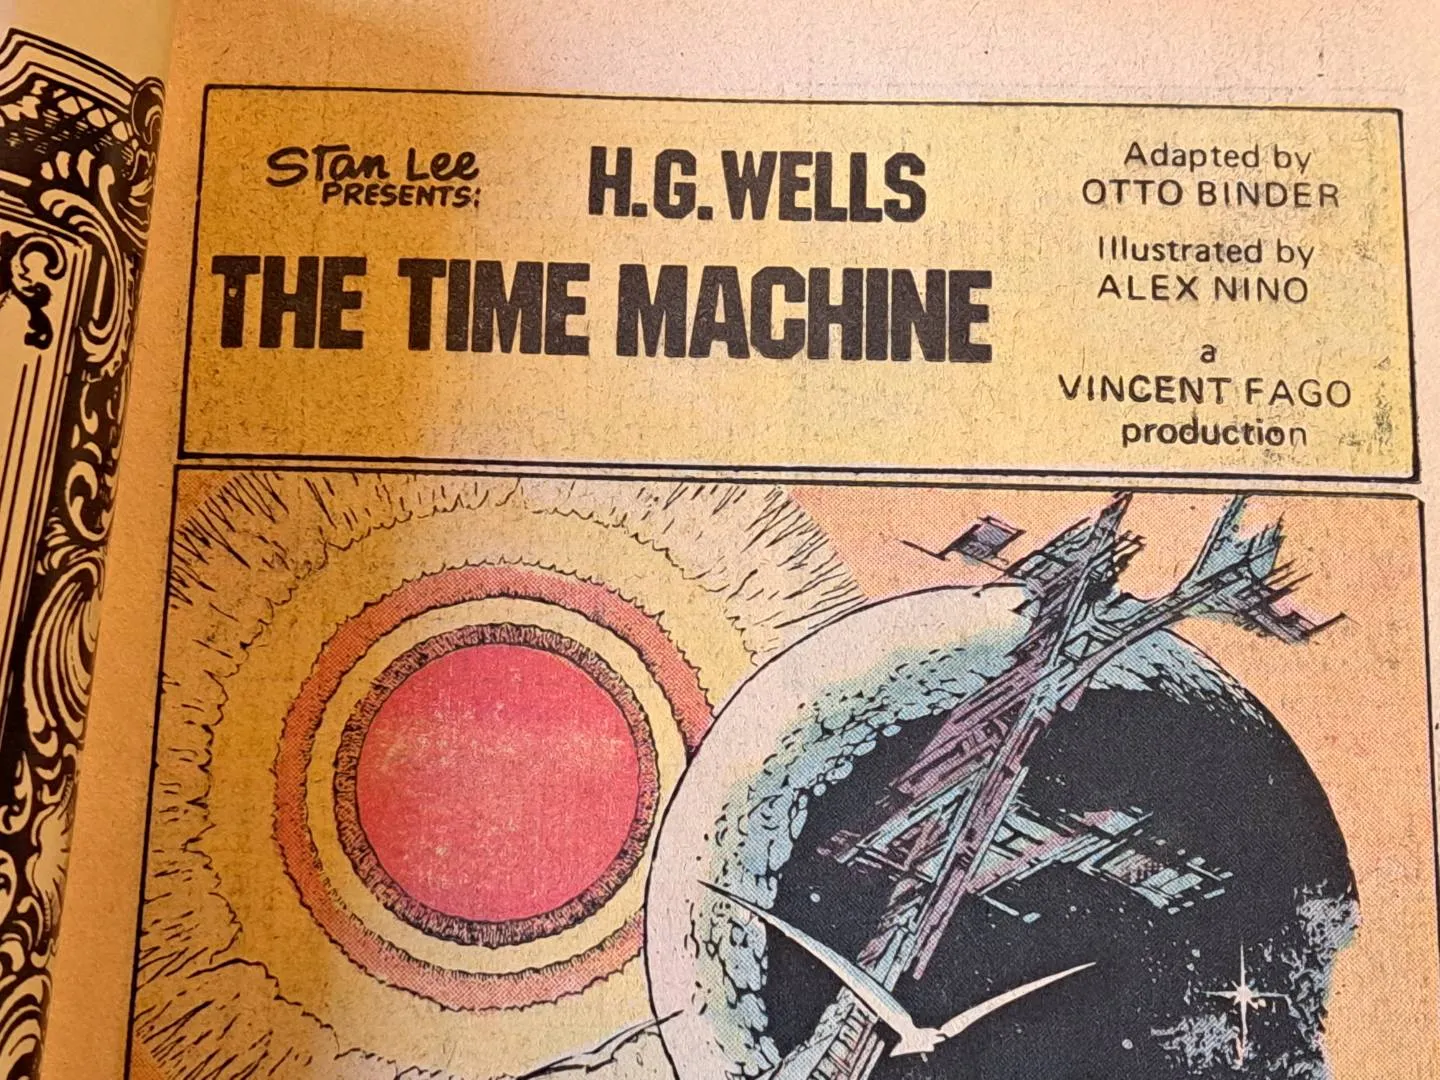 Stan Lee
PRESENTS:
H.G. WELLS
THE TIME MACHINE
Adapted by
OTTO BINDER
Illustrated by
ALEX NINO
a
VINCENT FAGO
production